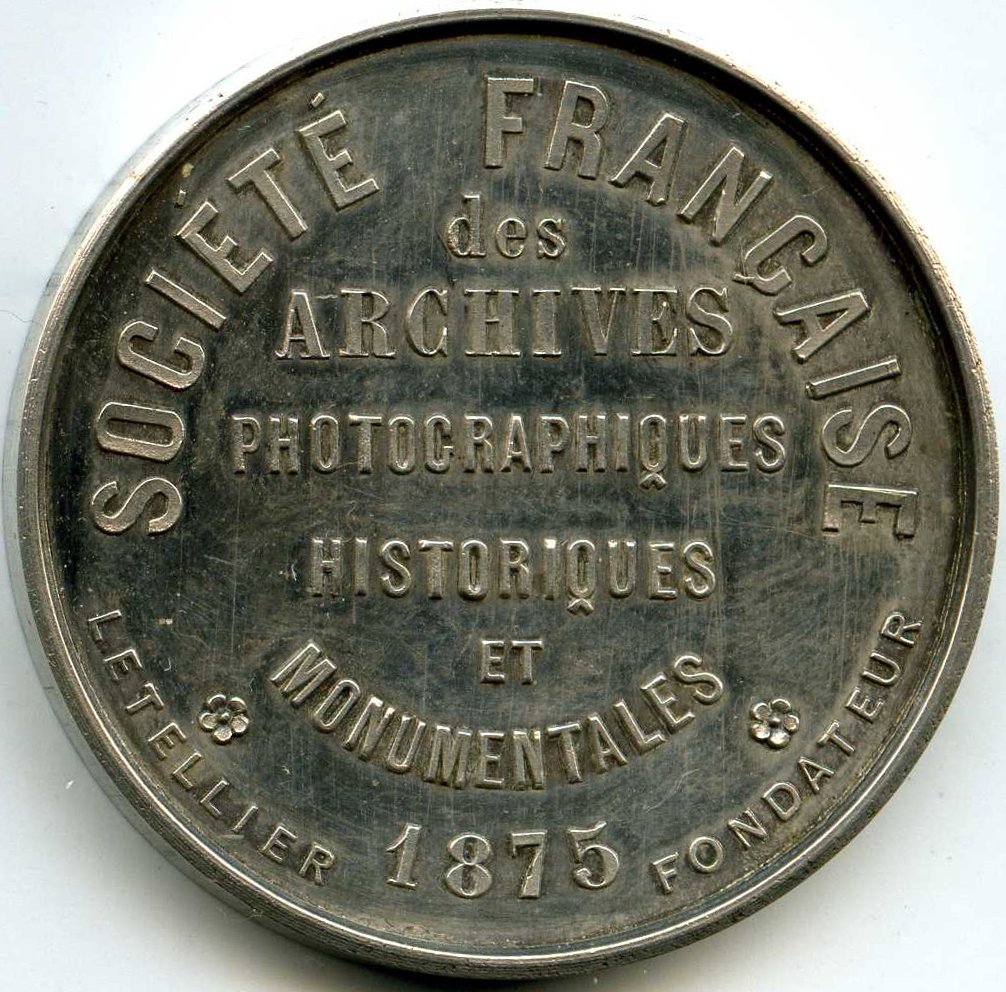 SOCIÉTÉ FRANÇAISE
des
ARCHIVES
PHOTOGRAPHIQUES
HISTORIQUES
ET
MONUMENTALES
1875
LETELLIER FONDATEUR